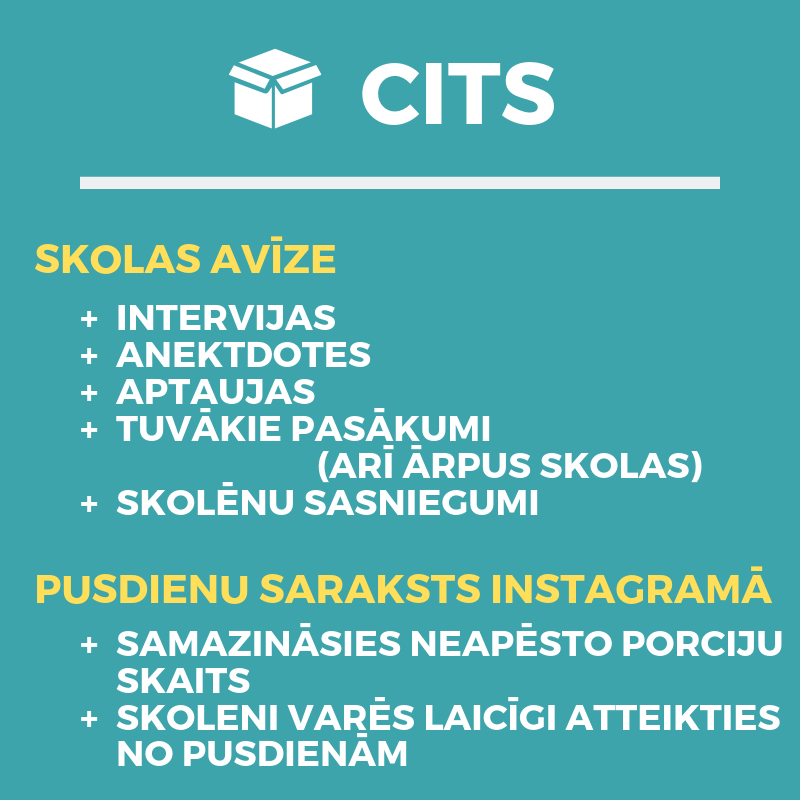 CITS
SKOLAS AVĪZE
+ INTERVIJAS
+ ANEKTDOTES
+ APTAUJAS
+ TUVĀKIE PASĀKUMI
(ARĪ ĀRPUS SKOLAS)
+ SKOLĒNU SASNIEGUMI
PUSDIENU SARAKSTS INSTAGRAMĀ
+ SAMAZINĀSIES NEAPĒSTO PORCIJU
SKAITS
+ SKOLENI VARĒS LAICĪGI ATTEIKTIES
NO PUSDIENĀM